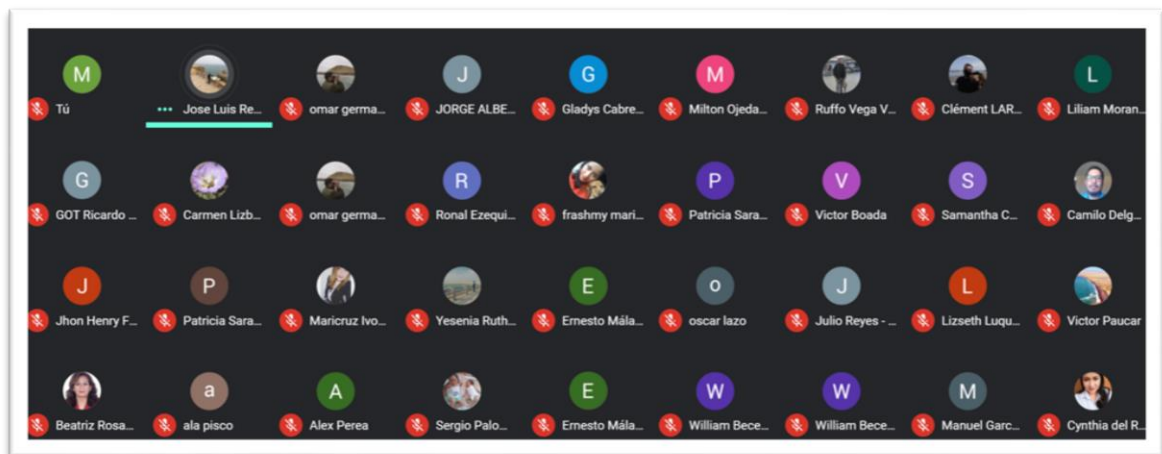 M J G M L
Tú Jose Luis Re... omar germa... JORGE ALBE... Gladys Cabre... Milton Ojeda... Ruffo Vega V... Clément LAR... Liliam Moran...
G R P V S
GOT Ricardo ... Carmen Lizb... omar germa... Ronal Ezequi... frashmy mari... Patricia Sara... Victor Boada Samantha C... Camilo Delg...
J P E o J L
Jhon Henry F... Patricia Sara... Maricruz Ivo... Yesenia Ruth... Ernesto Mála... oscar lazo Julio Reyes - ... Lizseth Luqu... Victor Paucar
a A E W W M
Beatriz Rosa... ala pisco Alex Perea Sergio Palo... Ernesto Mála... William Bece... William Bece... Manuel Garc... Cynthia del R...